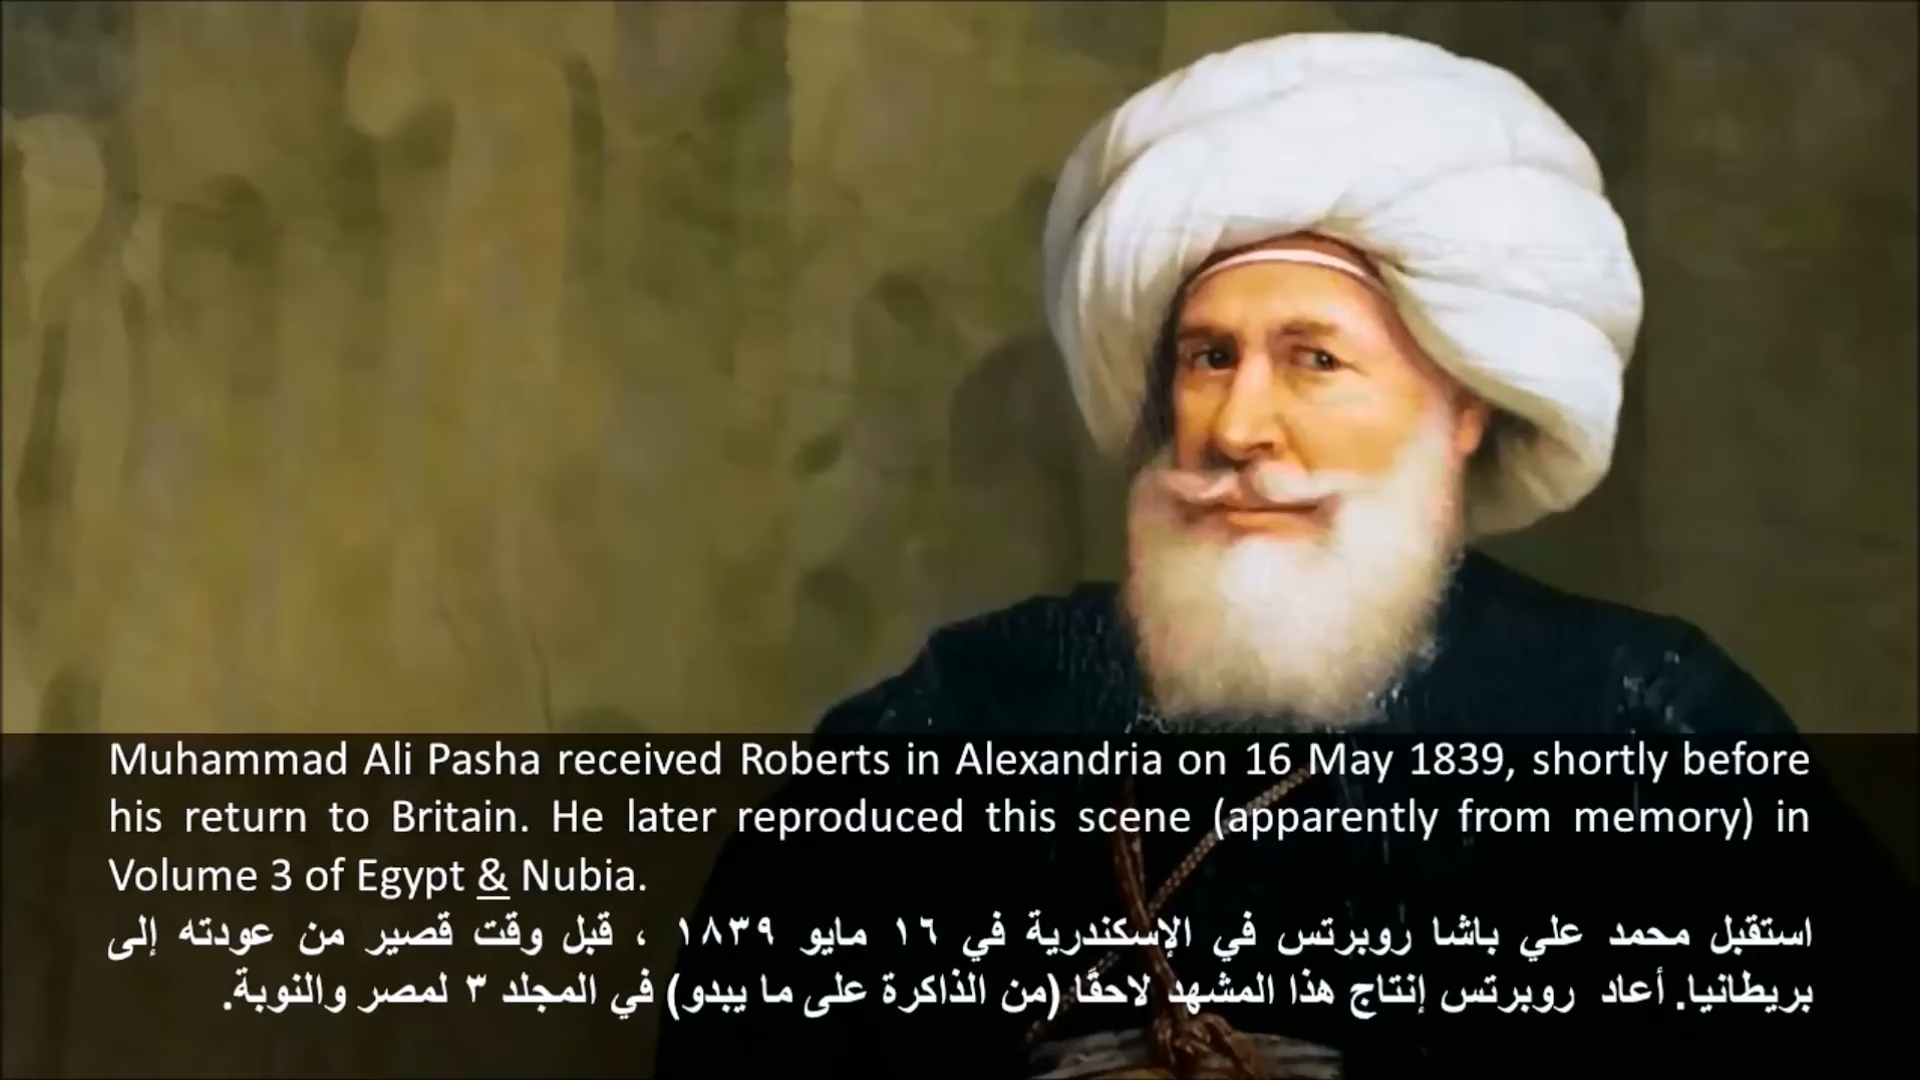 Muhammad Ali Pasha received Roberts in Alexandria on 16 May 1839, shortly before
his return to Britain. He later reproduced this scene (apparently from memory) in
Volume 3 of Egypt & Nubia.
استقبل محمد علي باشا روبرتس في الإسكندرية في ١٦ مايو ١٨٣٩ ، قبل وقت قصير من عودته إلى
بريطانيا. أعاد روبرتس إنتاج هذا المشهد لاحقًا (من الذاكرة على ما يبدو) في المجلد ٣ لمصر والنوبة.